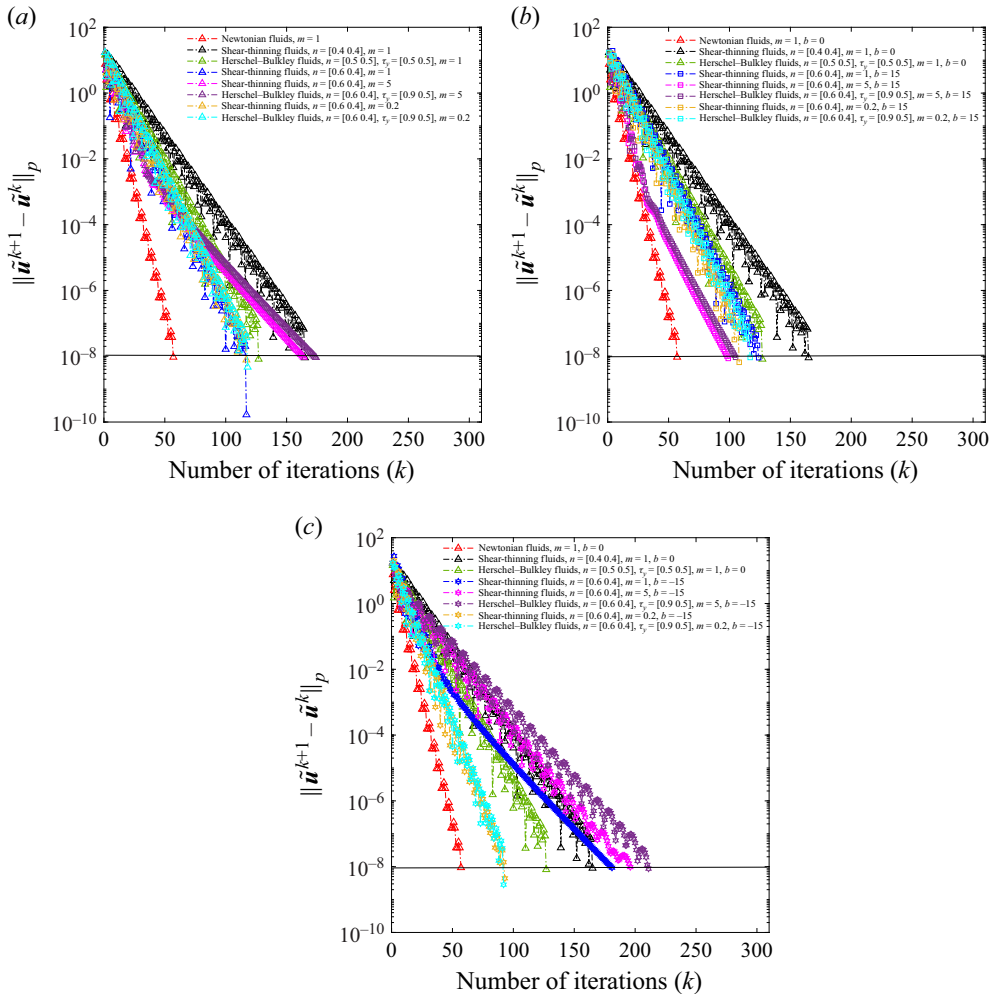 (a)
10^2
10^0
10^−2
10^−4
10^−6
10^−8
10^−10
‖ũ^{k+1} − ũ^k‖_p
Newtonian fluids, m = 1
Shear-thinning fluids, n = [0.4 0.4], m = 1
Herschel–Bulkley fluids, n = [0.5 0.5], τ_y = [0.5 0.5], m = 1
Shear-thinning fluids, n = [0.6 0.4], m = 1
Shear-thinning fluids, n = [0.6 0.4], m = 5
Herschel–Bulkley fluids, n = [0.6 0.4], τ_y = [0.9 0.5], m = 5
Shear-thinning fluids, n = [0.6 0.4], m = 0.2
Herschel–Bulkley fluids, n = [0.6 0.4], τ_y = [0.9 0.5], m = 0.2
0 50 100 150 200 250 300
Number of iterctions (k)
(b)
10^2
10^0
10^−2
10^−4
10^−6
10^−8
10^−10
‖ũ^{k+1} − ũ^k‖_p
Newtonian fluids, m = 1, b = 0
Shear-thinning fluids, n = [0.4 0.4], m = 1, b = 0
Herschel–Bulkley fluids, n = [0.5 0.5], τ_y = [0.5 0.5], m = 1, b = 0
Shear-thinning fluids, n = [0.6 0.4], m = 1, b = 15
Shear-thinning fluids, n = [0.6 0.4], m = 5, b = 15
Herschel–Bulkley fluids, n = [0.6 0.4], τ_y = [0.9 0.5], m = 5, b = 15
Shear-thinning fluids, n = [0.6 0.4], m = 0.2, b = 15
Herschel–Bulkley fluids, n = [0.6 0.4], τ_y = [0.9 0.5], m = 0.2, b = 15
0 50 100 150 200 250 300
Number of iterctions (k)
(c)
10^2
10^0
10^−2
10^−4
10^−6
10^−8
10^−10
‖ũ^{k+1} − ũ^k‖_p
Newtonian fluids, m = 1, b = 0
Shear-thinning fluids, n = [0.4 0.4], m = 1, b = 0
Herschel–Bulkley fluids, n = [0.5 0.5], τ_y = [0.5 0.5], m = 1, b = 0
Shear-thinning fluids, n = [0.6 0.4], m = 1, b = −15
Shear-thinning fluids, n = [0.6 0.4], m = 5, b = −15
Herschel–Bulkley fluids, n = [0.6 0.4], τ_y = [0.9 0.5], m = 5, b = −15
Shear-thinning fluids, n = [0.6 0.4], m = 0.2, b = −15
Herschel–Bulkley fluids, n = [0.6 0.4], τ_y = [0.9 0.5], m = 0.2, b = −15
0 50 100 150 200 250 300
Number of iterctions (k)